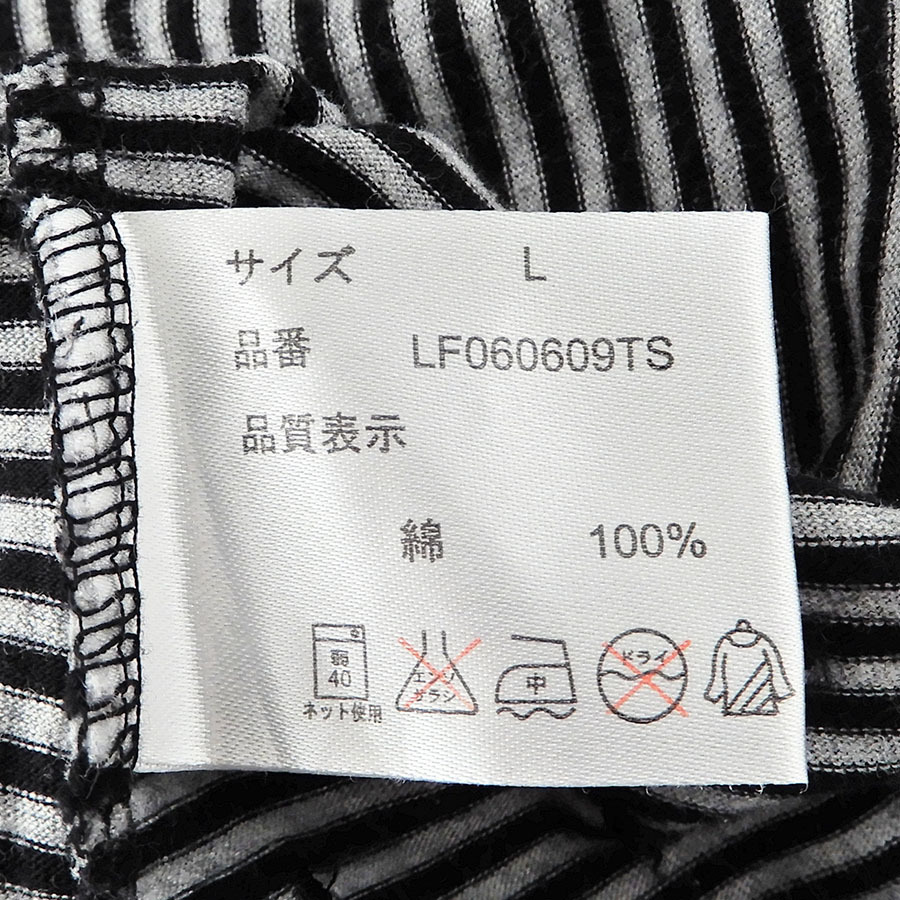 サイズ L
品番 LF060609TS
品質表示
綿 100%
弱
40
ネット使用
エンソ
サラシ
中
ドライ